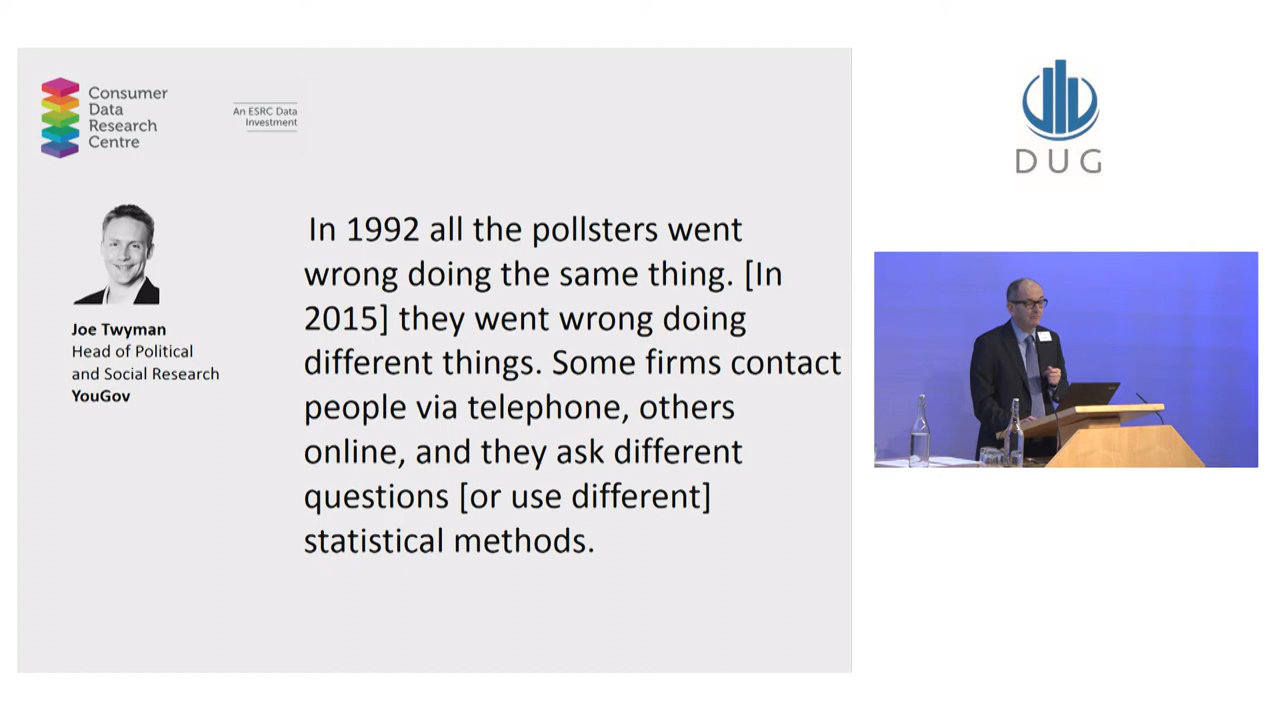 Consumer
Data
Research
Centre
An ESRC Data
Investment
DUG
Joe Twyman
Head of Political
and Social Research
YouGov
In 1992 all the pollsters went
wrong doing the same thing. [In
2015] they went wrong doing
different things. Some firms contact
people via telephone, others
online, and they ask different
questions [or use different]
statistical methods.